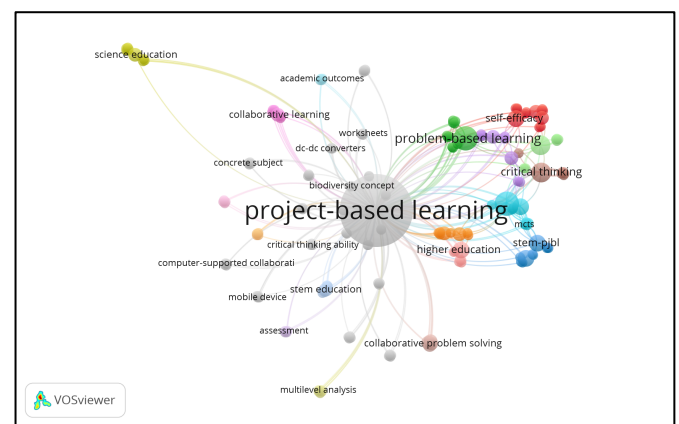 science education
academic outcomes
collaborative learning
self-efficacy
worksheets
problem-based learning
dc-dc converters
concrete subject
critical thinking
biodiversity concept
project-based learning
mcts
critical thinking ability
higher education
stem-pjbl
computer-supported collaborati
stem education
mobile device
assessment
collaborative problem solving
multilevel analysis
VOSviewer